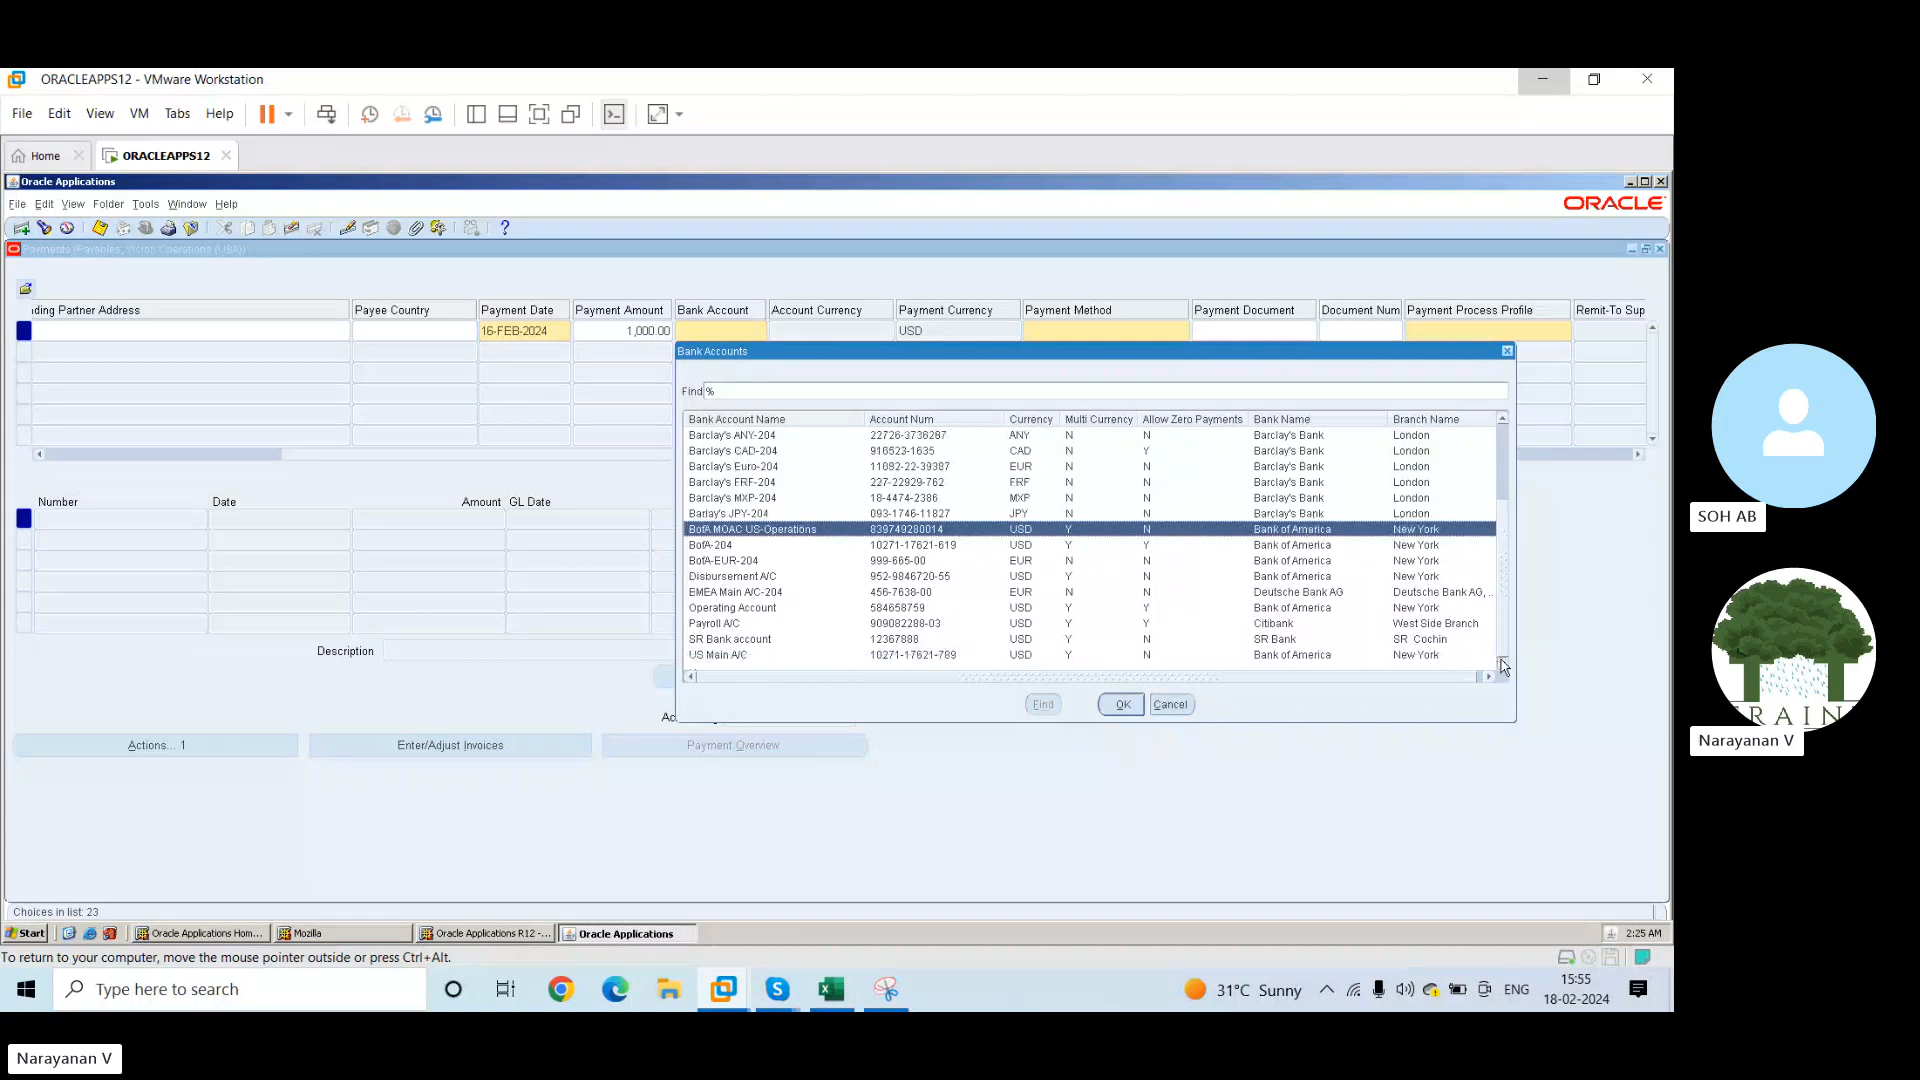 ORACLEAPPS12 - VMware Workstation
File Edit View VM Tabs Help
Home ORACLEAPPS12
Oracle Applications
File Edit View Folder Tools Window Help ORACLE
Payments (Payables, Vision Operations (USA))
ding Partner Address Payee Country Payment Date Payment Amount Bank Account Account Currency Payment Currency Payment Method Payment Document Document Num Payment Process Profile Remit-To Sup
16-FEB-2024 1,000.00 USD
Bank Accounts
Find %
Bank Account Name Account Num Currency Multi Currency Allow Zero Payments Bank Name Branch Name
Barclay's ANY-204 22726-3736287 ANY N N Barclay's Bank London
Barclay's CAD-204 916523-1635 CAD N Y Barclay's Bank London
Barclay's Euro-204 11082-22-39387 EUR N N Barclay's Bank London
Barclay's FRF-204 227-22929-762 FRF N N Barclay's Bank London
Barclay's MXP-204 18-4474-2386 MXP N N Barclay's Bank London
Barlay's JPY-204 093-1746-11827 JPY N N Barclay's Bank London
BofA MOAC US-Operations 839749280014 USD Y N Bank of America New York
BofA-204 10271-17621-619 USD Y Y Bank of America New York
BofA-EUR-204 999-665-00 EUR N N Bank of America New York
Disbursement A/C 952-9846720-55 USD Y N Bank of America New York
EMEA Main A/C-204 456-7638-00 EUR N N Deutsche Bank AG Deutsche Bank AG, ..
Operating Account 584658759 USD Y Y Bank of America New York
Payroll A/C 909082288-03 USD Y Y Citibank West Side Branch
SR Bank account 12367888 USD Y N SR Bank SR Cochin
US Main A/C 10271-17621-789 USD Y N Bank of America New York
Find OK Cancel
Number Date Amount GL Date
Description
Ac
Actions... 1 Enter/Adjust Invoices Payment Overview
Choices in list: 23
Start Oracle Applications Hom... Mozilla Oracle Applications R12 -... Oracle Applications 2:25 AM
To return to your computer, move the mouse pointer outside or press Ctrl+Alt.
Type here to search 31°C Sunny ENG 15:55
18-02-2024
SOH AB
RAIN
Narayanan V
Narayanan V